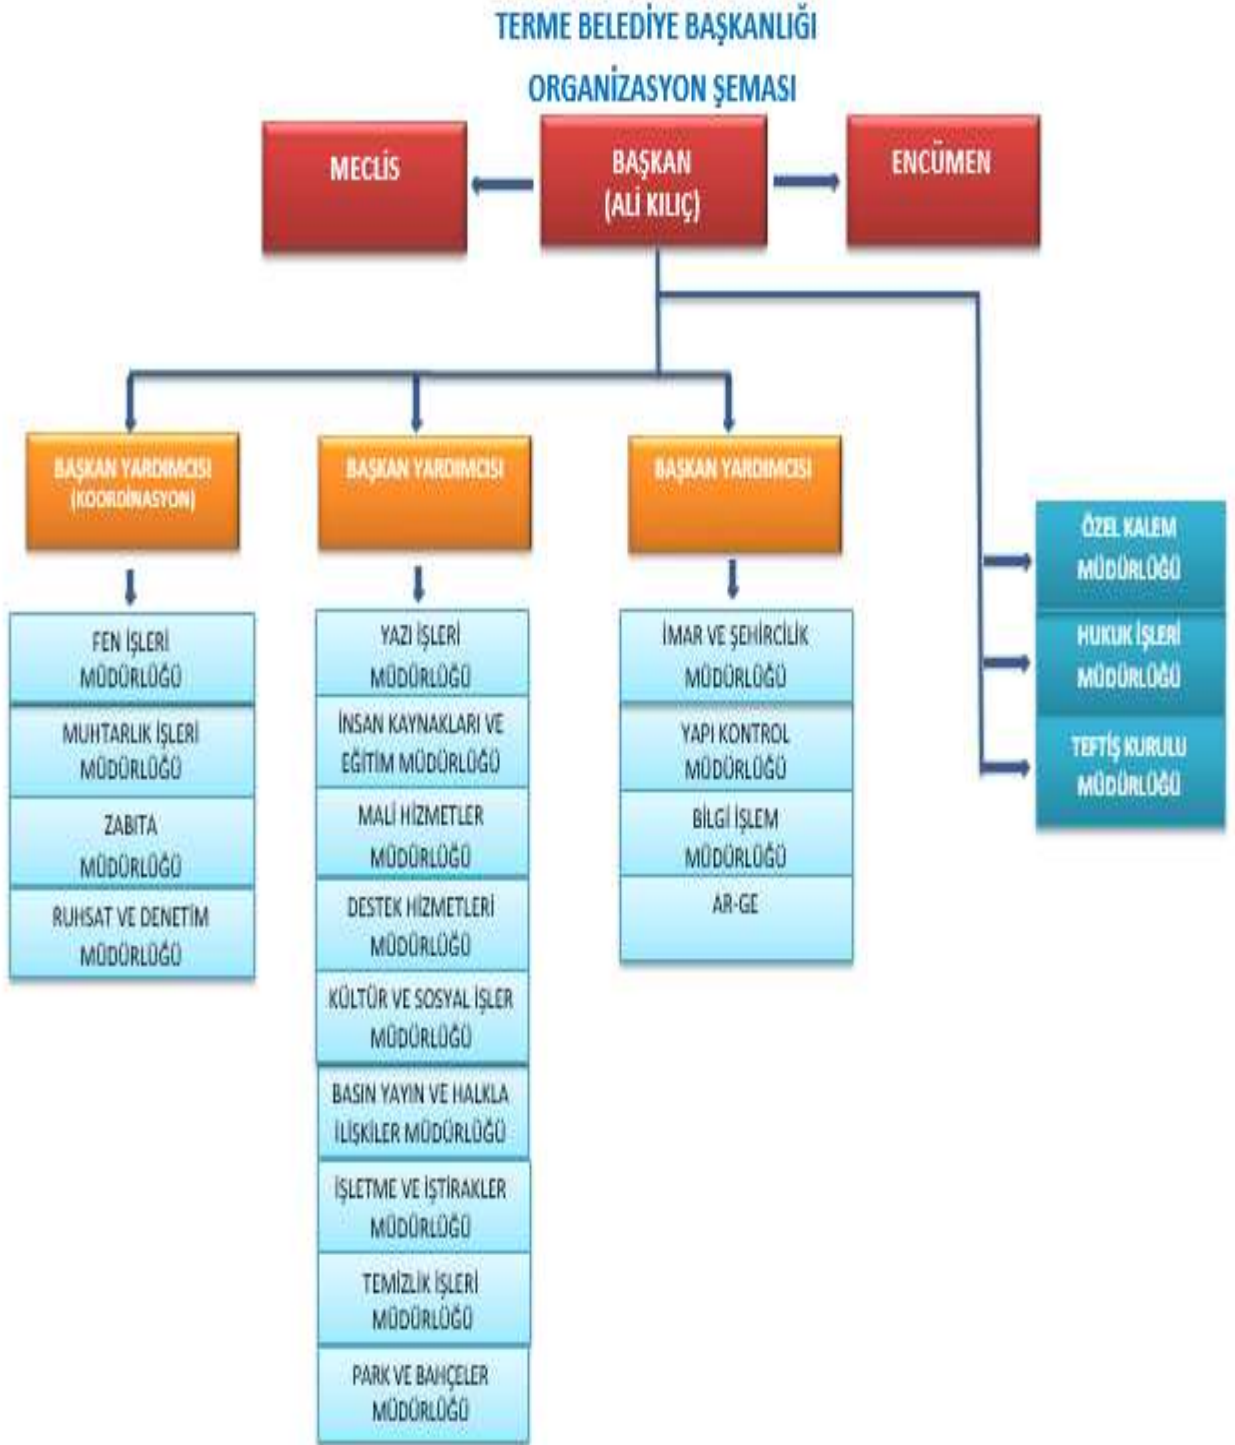 TERME BELEDİYE BAŞKANLIĞI
ORGANİZASYON ŞEMASI
MECLİS
BAŞKAN
(ALİ KILIÇ)
ENCÜMEN
BAŞKAN YARDIMCISI
(KOORDİNASYON)
BAŞKAN YARDIMCISI
BAŞKAN YARDIMCISI
FEN İŞLERİ
MÜDÜRLÜĞÜ
MUHTARLIK İŞLERİ
MÜDÜRLÜĞÜ
ZABITA
MÜDÜRLÜĞÜ
RUHSAT VE DENETİM
MÜDÜRLÜĞÜ
YAZI İŞLERİ
MÜDÜRLÜĞÜ
İNSAN KAYNAKLARI VE
EĞİTİM MÜDÜRLÜĞÜ
MALİ HİZMETLER
MÜDÜRLÜĞÜ
DESTEK HİZMETLERİ
MÜDÜRLÜĞÜ
KÜLTÜR VE SOSYAL İŞLER
MÜDÜRLÜĞÜ
BASIN YAYIN VE HALKLA
İLİŞKİLER MÜDÜRLÜĞÜ
İŞLETME VE İŞTİRAKLER
MÜDÜRLÜĞÜ
TEMİZLİK İŞLERİ
MÜDÜRLÜĞÜ
PARK VE BAHÇELER
MÜDÜRLÜĞÜ
İMAR VE ŞEHİRCİLİK
MÜDÜRLÜĞÜ
YAPI KONTROL
MÜDÜRLÜĞÜ
BİLGİ İŞLEM
MÜDÜRLÜĞÜ
AR-GE
ÖZEL KALEM
MÜDÜRLÜĞÜ
HUKUK İŞLERİ
MÜDÜRLÜĞÜ
TEFTİŞ KURULU
MÜDÜRLÜĞÜ